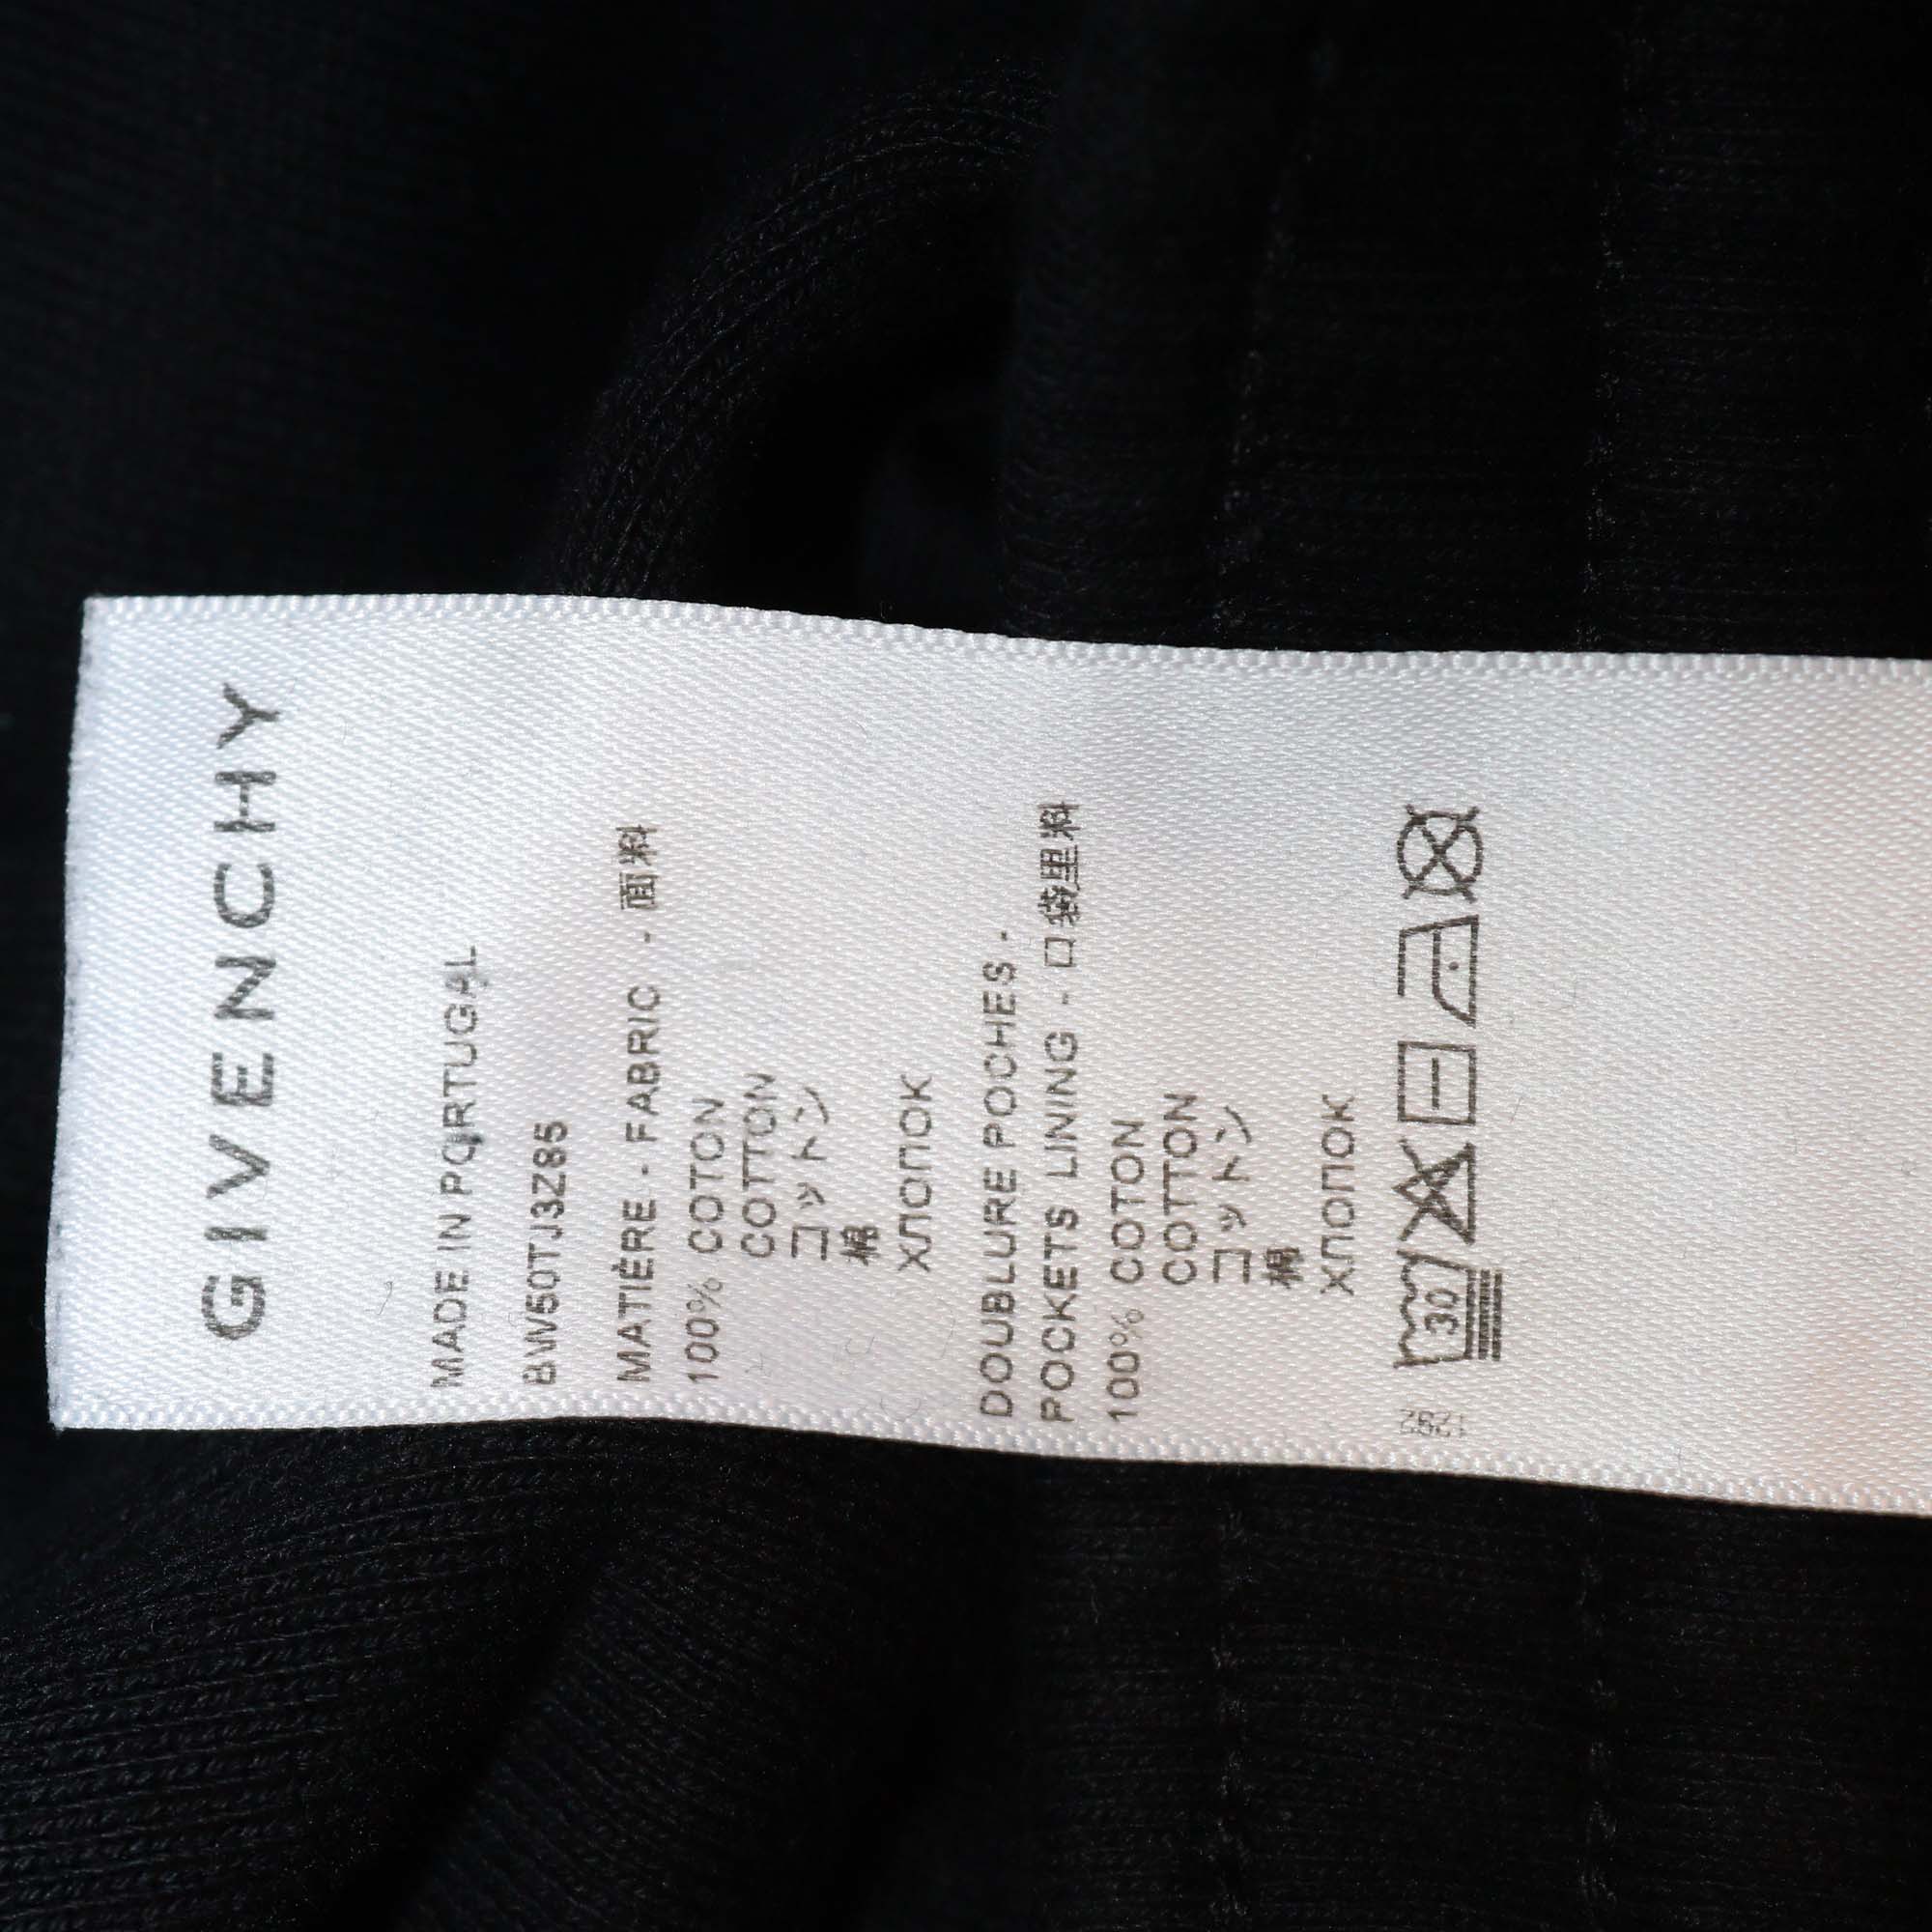 GIVENCHY
MADE IN PORTUGAL
BW50TJ3Z85
MATIÈRE - FABRIC - 面料
100% COTON
COTTON
コットン
棉
ХЛОПОК
DOUBLURE POCHES -
POCKETS LINING - 口袋里料
100% COTON
COTTON
コットン
棉
ХЛОПОК
30
1292